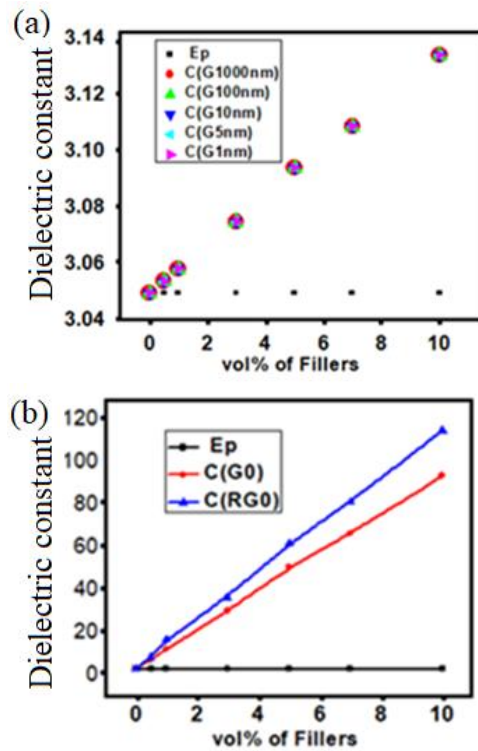 (a)
Dielectric constant
3.14
3.12
3.10
3.08
3.06
3.04
Ep
C(G1000nm)
C(G100nm)
C(G10nm)
C(G5nm)
C(G1nm)
0 2 4 6 8 10
vol% of Fillers
(b)
Dielectric constant
120
100
80
60
40
20
0
Ep
C(G0)
C(RG0)
0 2 4 6 8 10
vol% of Fillers